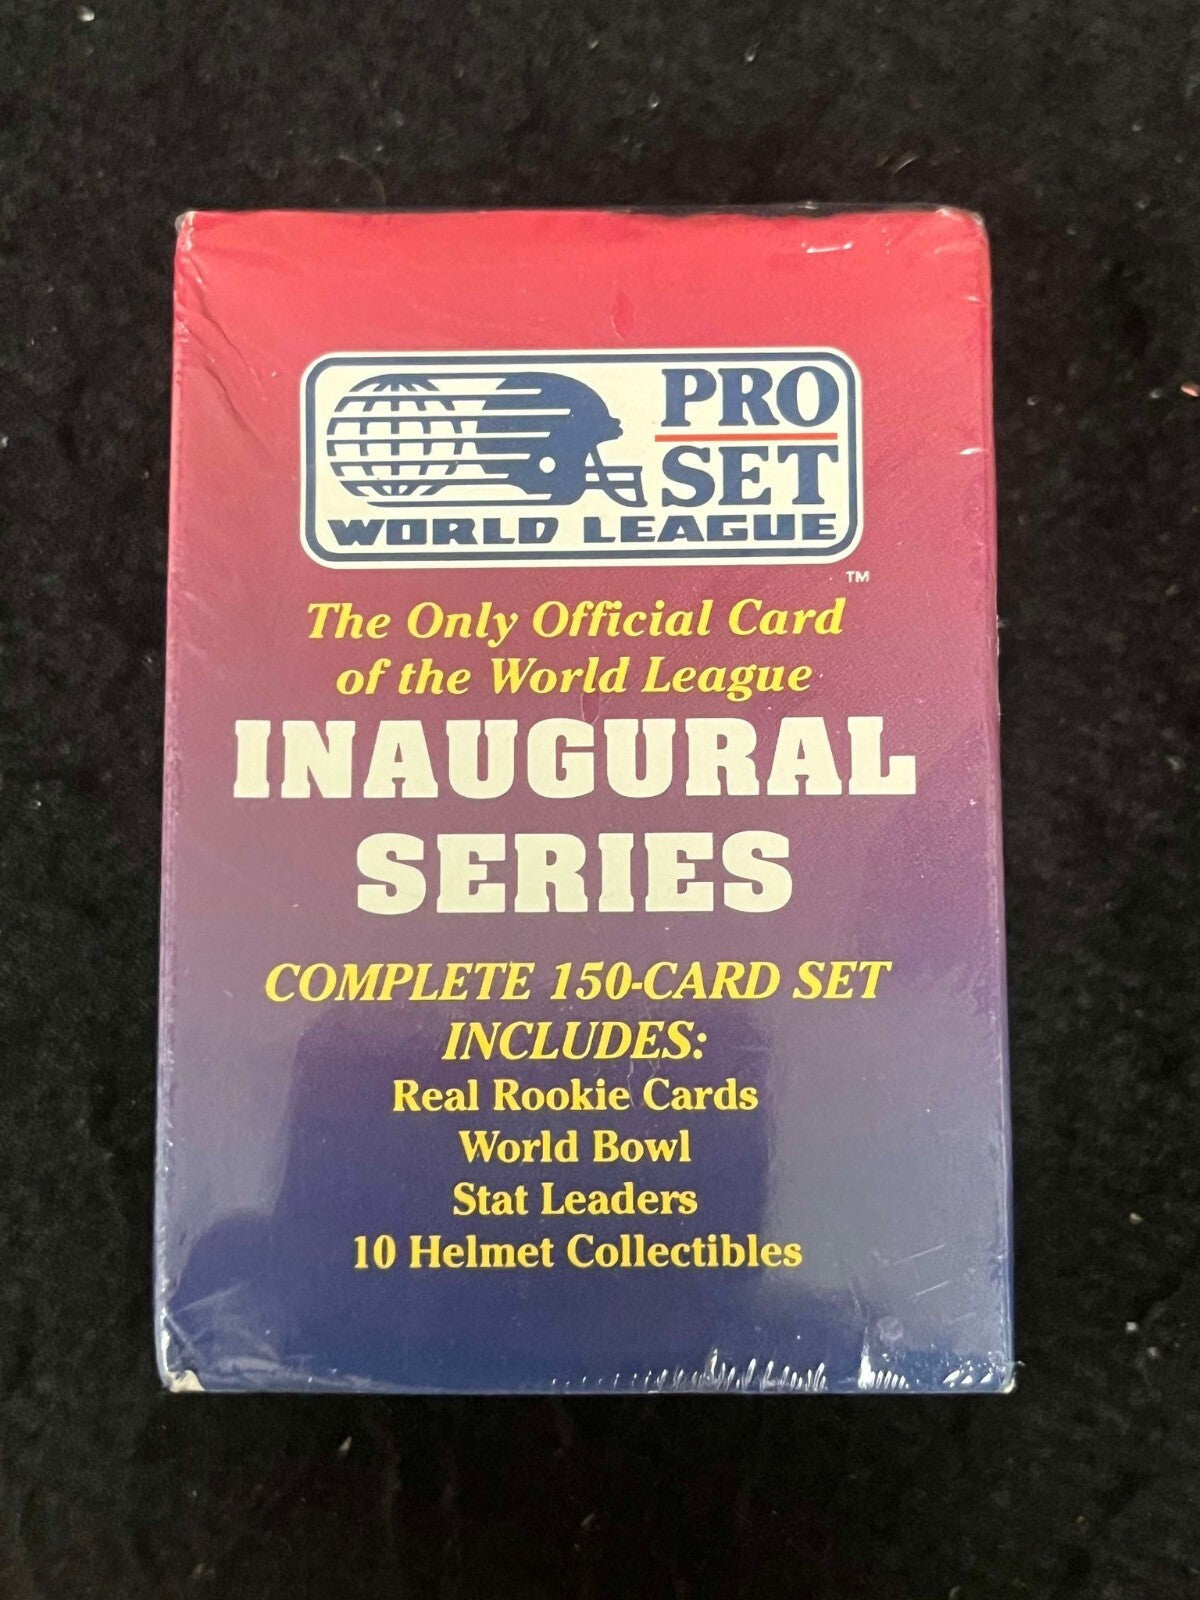 PRO
SET
WORLD LEAGUE
TM
The Only Official Card
of the World League
INAUGURAL
SERIES
COMPLETE 150-CARD SET
INCLUDES:
Real Rookie Cards
World Bowl
Stat Leaders
10 Helmet Collectibles